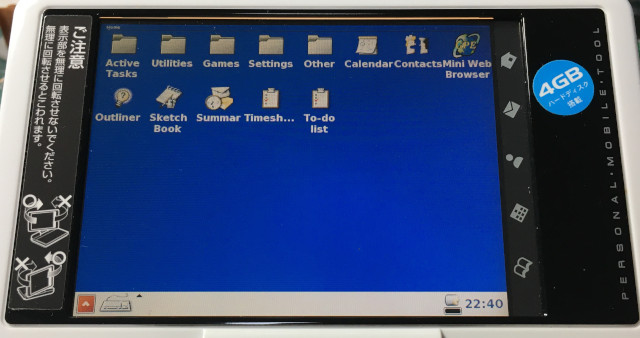 ご注意
表示部を無理に回転させないでください。
無理に回転させるとこわれます。
Active
Tasks
Utilities
Games
Settings
Other
Calendar
Contacts
Mini Web
Browser
Outliner
Sketch
Book
Summar
Timesh...
To-do
list
22:40
4GB
ハードディスク
搭載
PERSONAL・MOBILE・TOOL